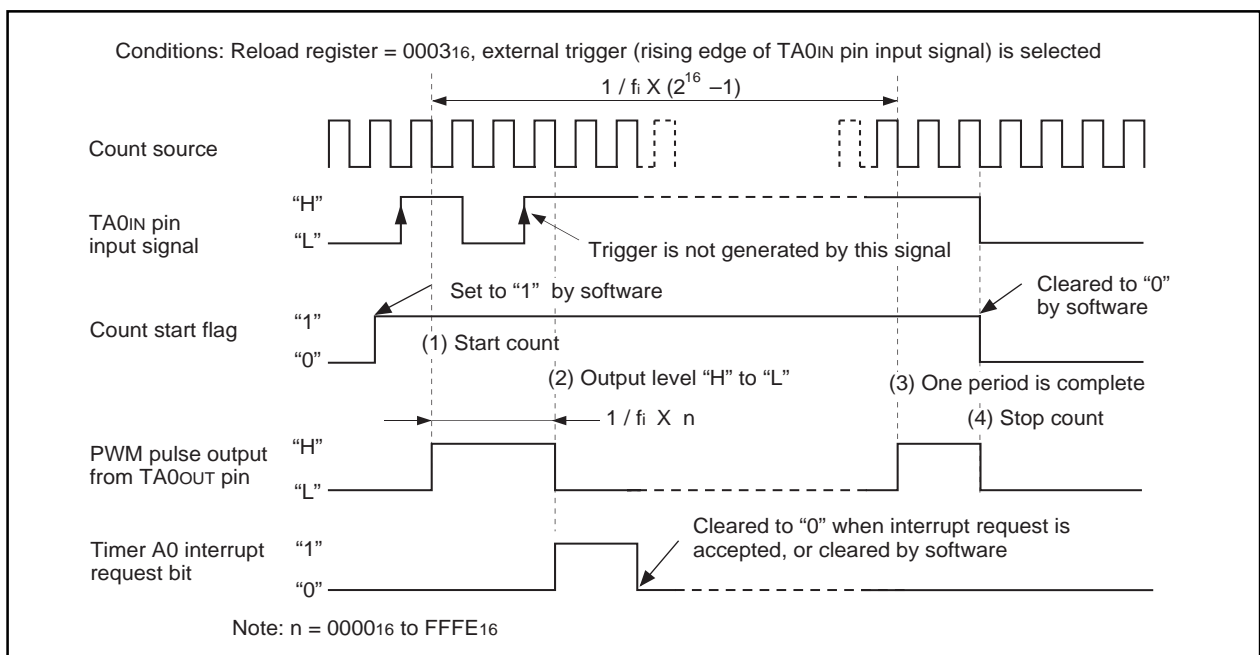 Conditions: Reload register = 000316, external trigger (rising edge of TA0IN pin input signal) is selected
1 / fi X (2^16 –1)
Count source
TA0IN pin
input signal
“H”
“L”
Trigger is not generated by this signal
Set to “1” by software
Cleared to “0”
by software
Count start flag
“1”
“0”
(1) Start count
(2) Output level “H” to “L”
(3) One period is complete
1 / fi X n
(4) Stop count
PWM pulse output
from TA0OUT pin
“H”
“L”
Cleared to “0” when interrupt request is
accepted, or cleared by software
Timer A0 interrupt
request bit
“1”
“0”
Note: n = 000016 to FFFE16